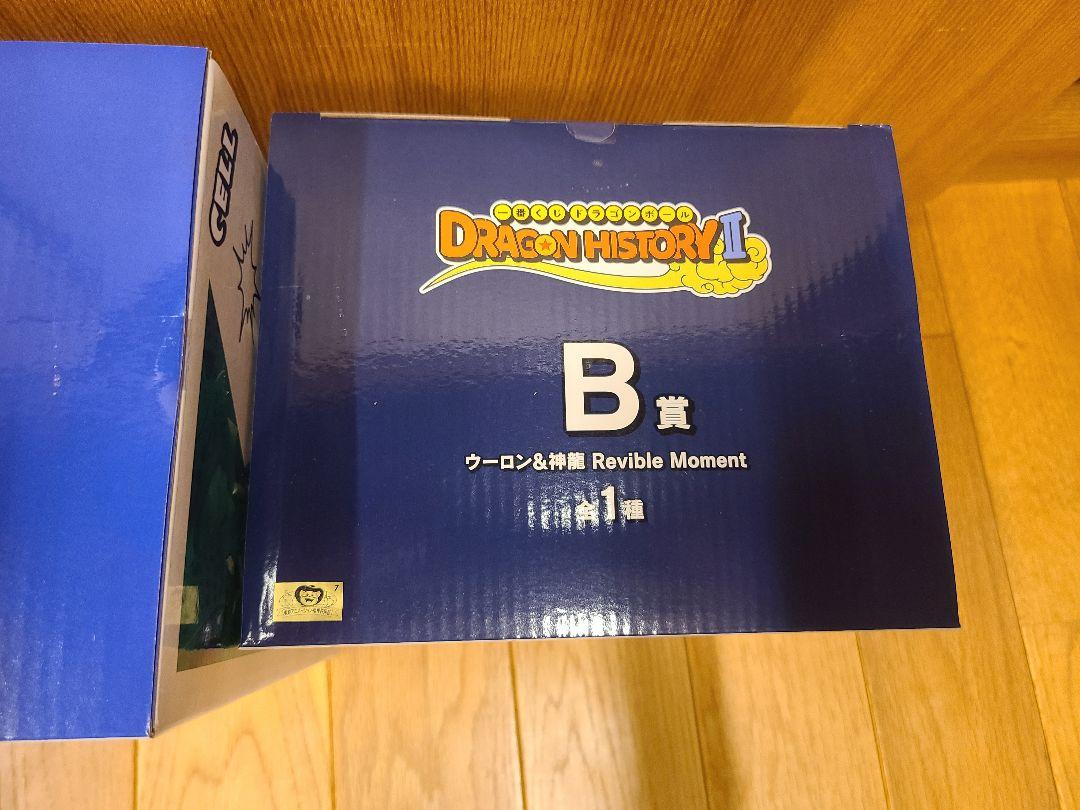 CELL
一番くじ ドラゴンボール
DRAGON HISTORY II
B賞
ウーロン&神龍 Revible Moment
全1種
7